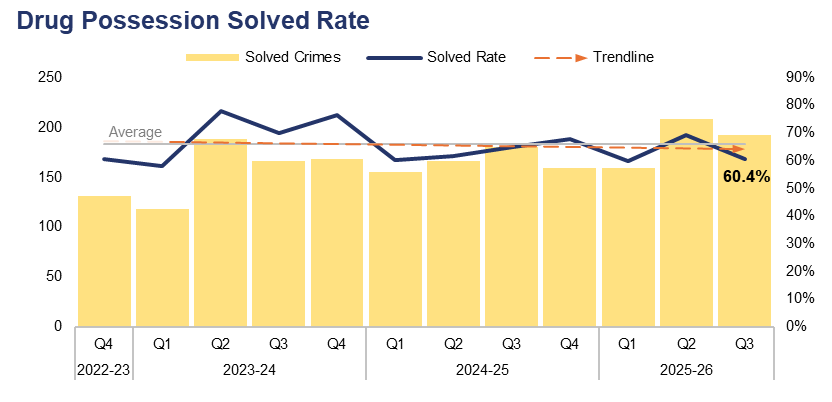 Drug Possession Solved Rate
Solved Crimes Solved Rate Trendline
250 90%
80%
200 70%
Average
60%
150 60.4%
50%
100 40%
30%
50 20%
10%
0 0%
Q4 Q1 Q2 Q3 Q4 Q1 Q2 Q3 Q4 Q1 Q2 Q3
2022-23 2023-24 2024-25 2025-26